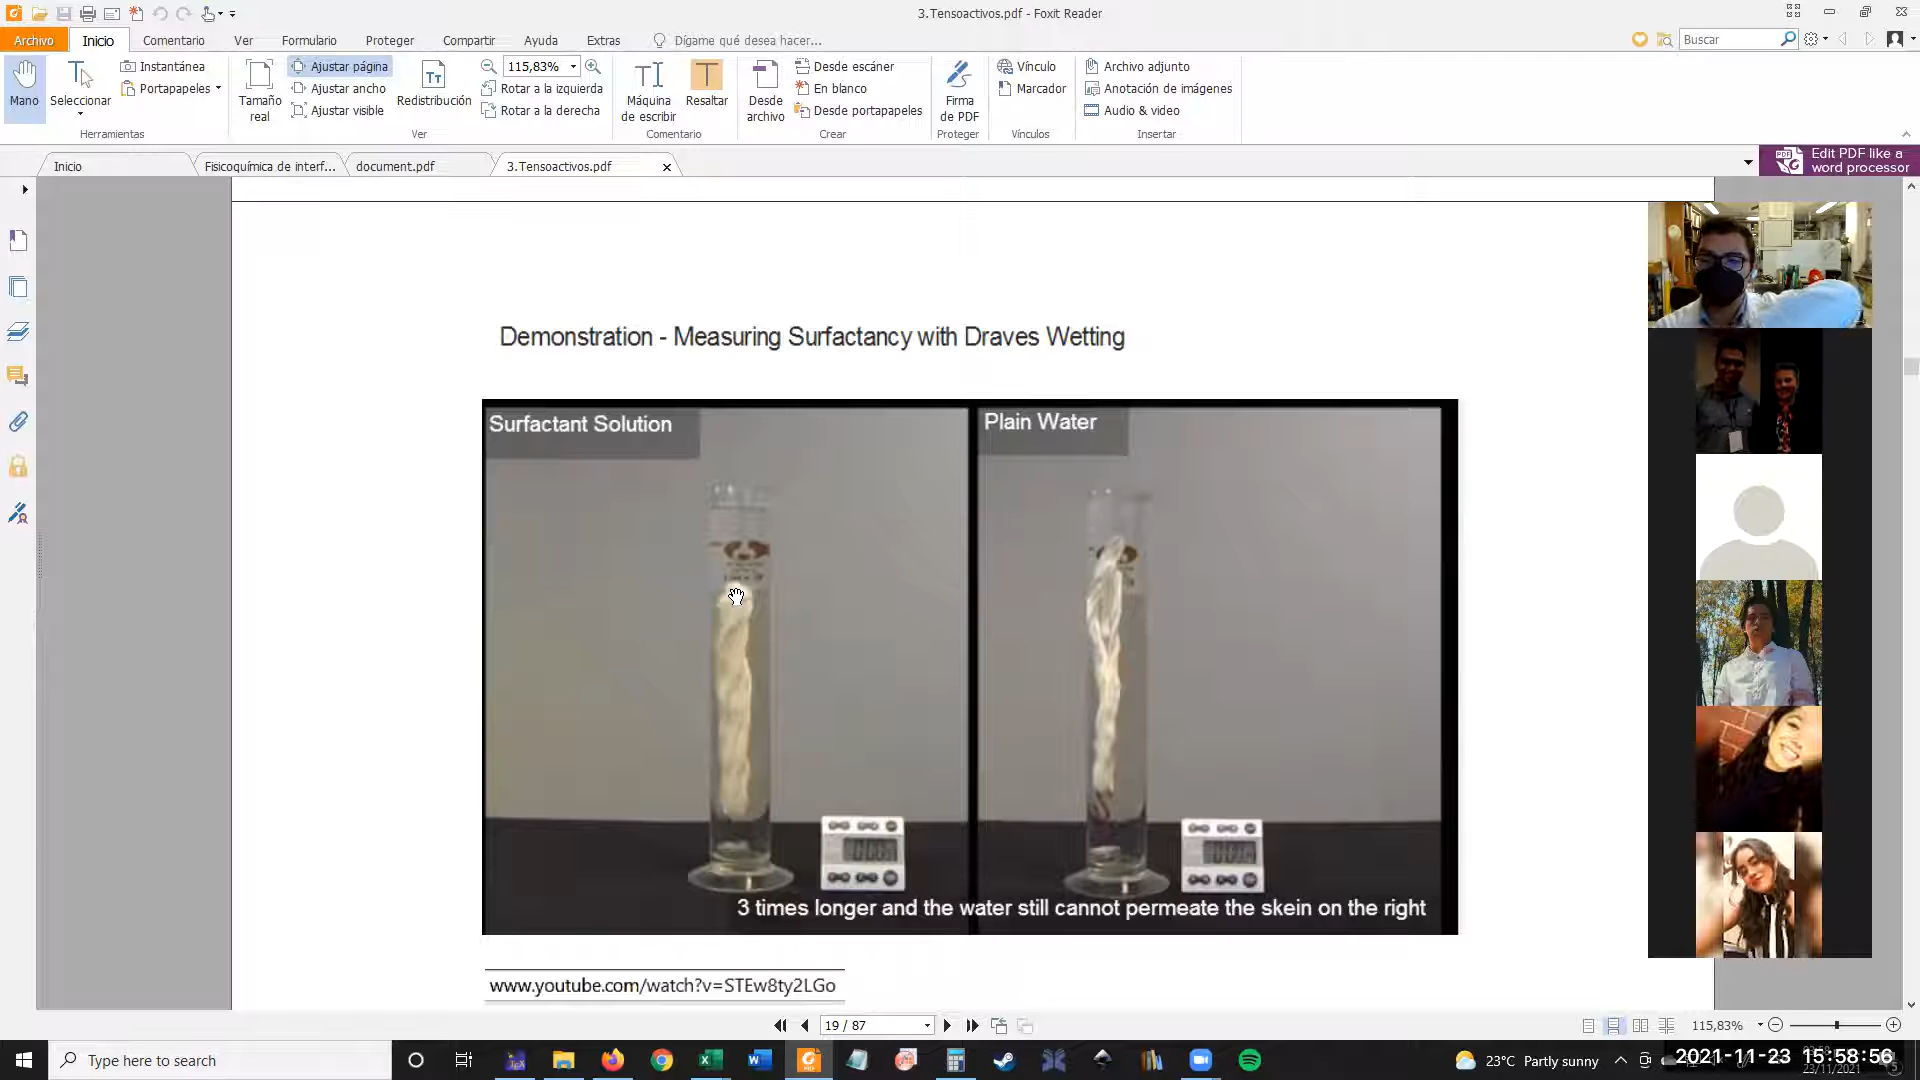 3.Tensoactivos.pdf - Foxit Reader
Archivo
Inicio
Comentario
Ver
Formulario
Proteger
Compartir
Ayuda
Extras
Dígame qué desea hacer...
Buscar
Mano
Seleccionar
Instantánea
Portapapeles
Herramientas
Tamaño real
Ajustar página
Ajustar ancho
Ajustar visible
Redistribución
115,83%
Rotar a la izquierda
Rotar a la derecha
Ver
Máquina de escribir
Resaltar
Comentario
Desde archivo
Desde escáner
En blanco
Desde portapapeles
Crear
Firma de PDF
Proteger
Vínculo
Marcador
Vínculos
Archivo adjunto
Anotación de imágenes
Audio & video
Insertar
Inicio
Fisicoquímica de interf...
document.pdf
3.Tensoactivos.pdf
Edit PDF like a
word processor
Demonstration - Measuring Surfactancy with Draves Wetting
Surfactant Solution
Plain Water
3 times longer and the water still cannot permeate the skein on the right
www.youtube.com/watch?v=STEw8ty2LGo
19 / 87
115,83%
Type here to search
23°C Partly sunny
2021-11-23 15:58:56
23/11/2021